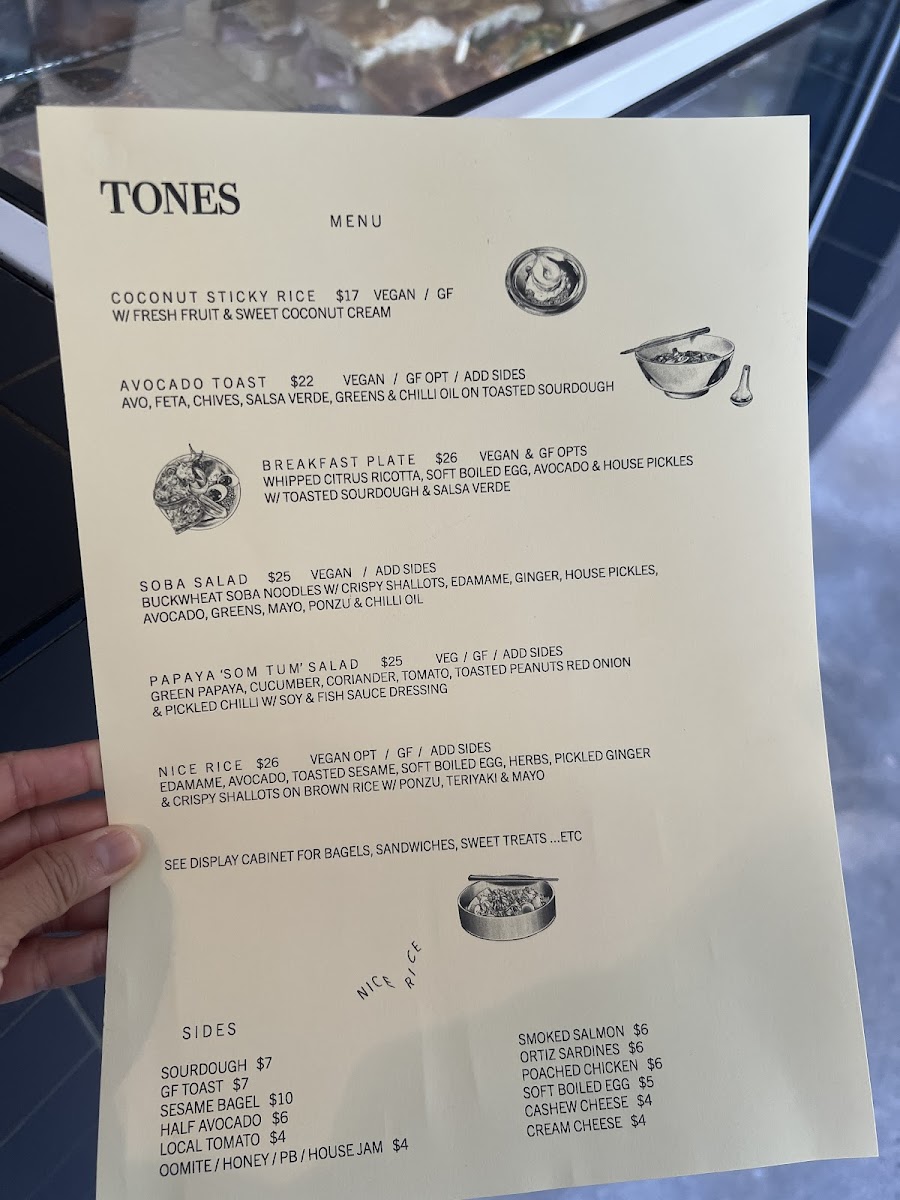 TONES
MENU
COCONUT STICKY RICE $17 VEGAN / GF
W/ FRESH FRUIT & SWEET COCONUT CREAM
AVOCADO TOAST $22 VEGAN / GF OPT / ADD SIDES
AVO, FETA, CHIVES, SALSA VERDE, GREENS & CHILLI OIL ON TOASTED SOURDOUGH
BREAKFAST PLATE $26 VEGAN & GF OPTS
WHIPPED CITRUS RICOTTA, SOFT BOILED EGG, AVOCADO & HOUSE PICKLES
W/ TOASTED SOURDOUGH & SALSA VERDE
SOBA SALAD $25 VEGAN / ADD SIDES
BUCKWHEAT SOBA NOODLES W/ CRISPY SHALLOTS, EDAMAME, GINGER, HOUSE PICKLES,
AVOCADO, GREENS, MAYO, PONZU & CHILLI OIL
PAPAYA 'SOM TUM' SALAD $25 VEG / GF / ADD SIDES
GREEN PAPAYA, CUCUMBER, CORIANDER, TOMATO, TOASTED PEANUTS RED ONION
& PICKLED CHILLI W/ SOY & FISH SAUCE DRESSING
NICE RICE $26 VEGAN OPT / GF / ADD SIDES
EDAMAME, AVOCADO, TOASTED SESAME, SOFT BOILED EGG, HERBS, PICKLED GINGER
& CRISPY SHALLOTS ON BROWN RICE W/ PONZU, TERIYAKI & MAYO
SEE DISPLAY CABINET FOR BAGELS, SANDWICHES, SWEET TREATS ...ETC
NICE RICE
SIDES
SOURDOUGH $7
GF TOAST $7
SESAME BAGEL $10
HALF AVOCADO $6
LOCAL TOMATO $4
OOMITE / HONEY / PB / HOUSE JAM $4
SMOKED SALMON $6
ORTIZ SARDINES $6
POACHED CHICKEN $6
SOFT BOILED EGG $5
CASHEW CHEESE $4
CREAM CHEESE $4